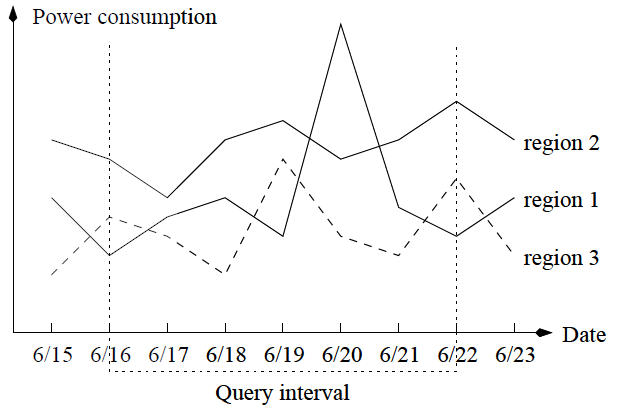 Power consumption
region 2
region 1
region 3
Date
6/15 6/16 6/17 6/18 6/19 6/20 6/21 6/22 6/23
Query interval